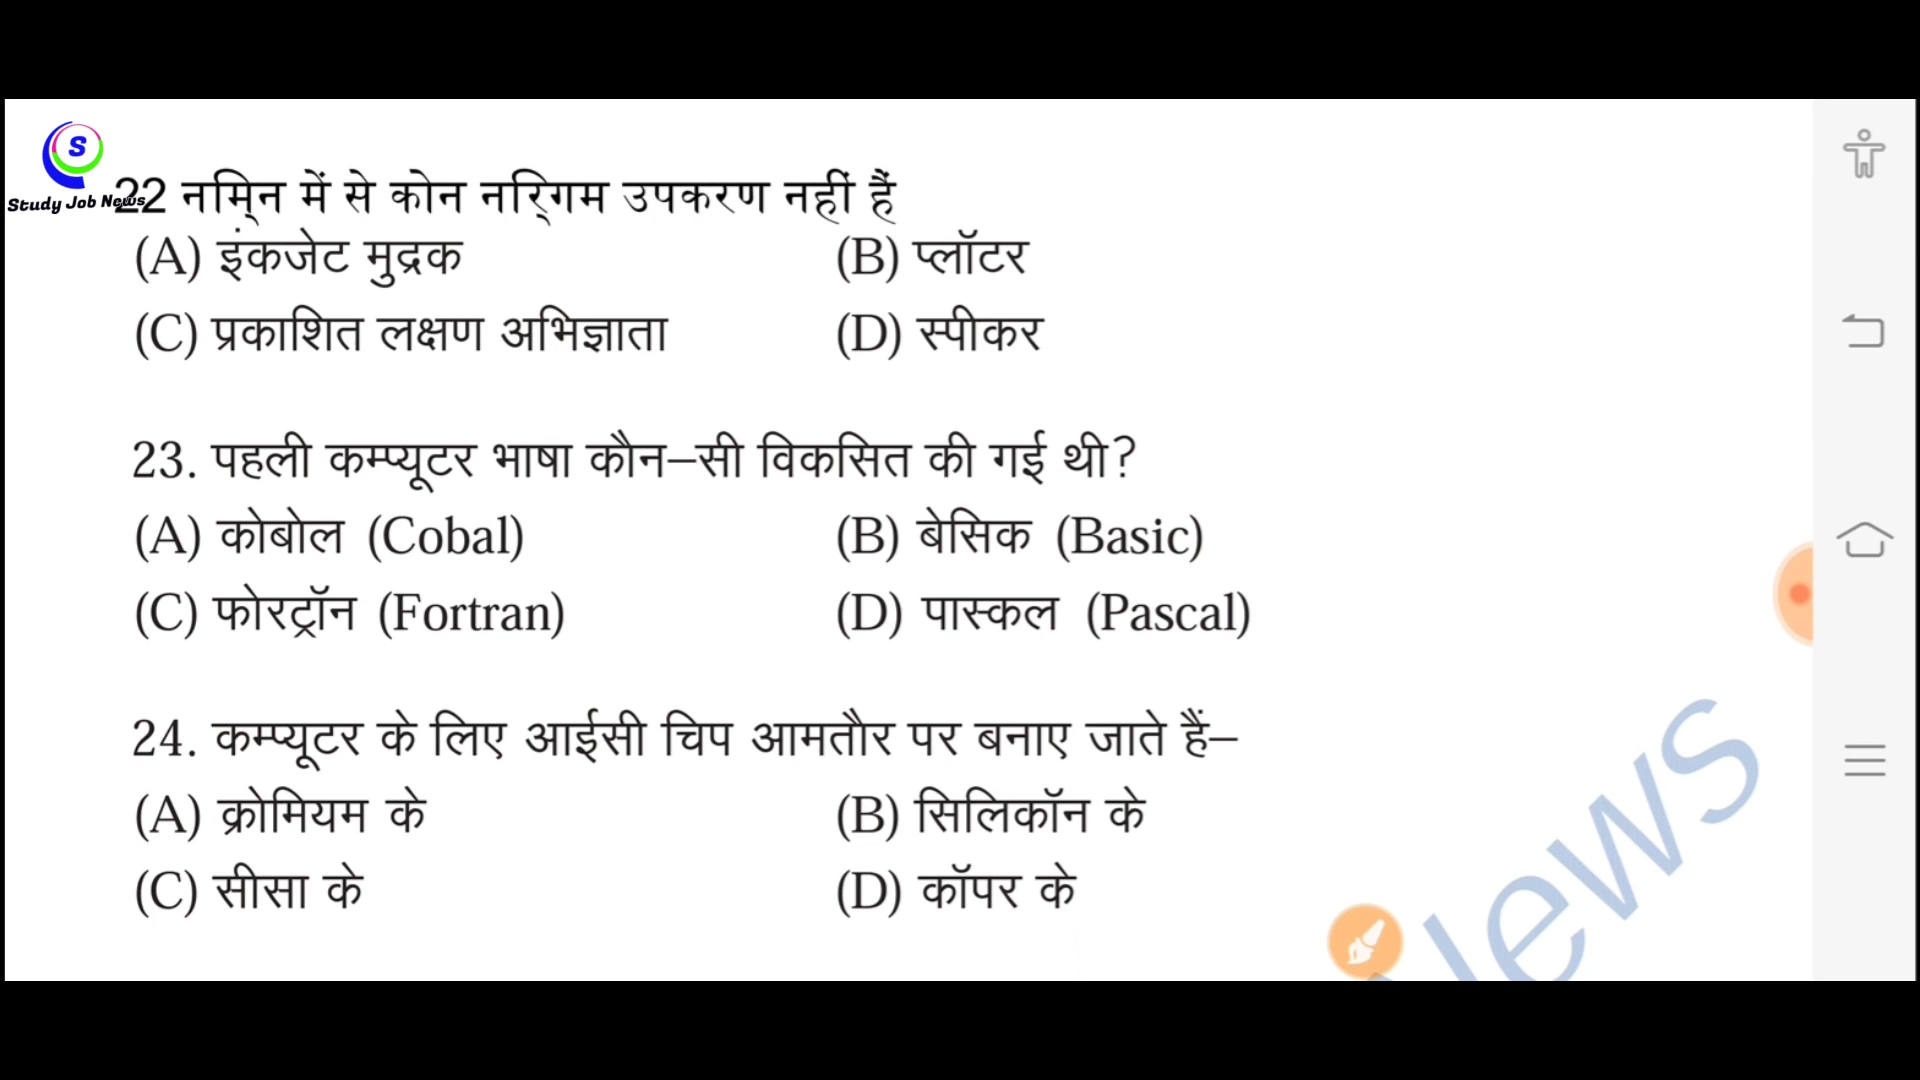 S
Study Job News
22 नमि्न में से कोन नरि्गम उपकरण नहीं हैं
(A) इंकजेट मुद्रक (B) प्लॉटर
(C) प्रकाशित लक्षण अभिज्ञाता (D) स्पीकर
23. पहली कम्प्यूटर भाषा कौन–सी विकसित की गई थी?
(A) कोबोल (Cobal) (B) बेसिक (Basic)
(C) फोरट्रॉन (Fortran) (D) पास्कल (Pascal)
24. कम्प्यूटर के लिए आईसी चिप आमतौर पर बनाए जाते हैं–
(A) क्रोमियम के (B) सिलिकॉन के
(C) सीसा के (D) कॉपर के
News